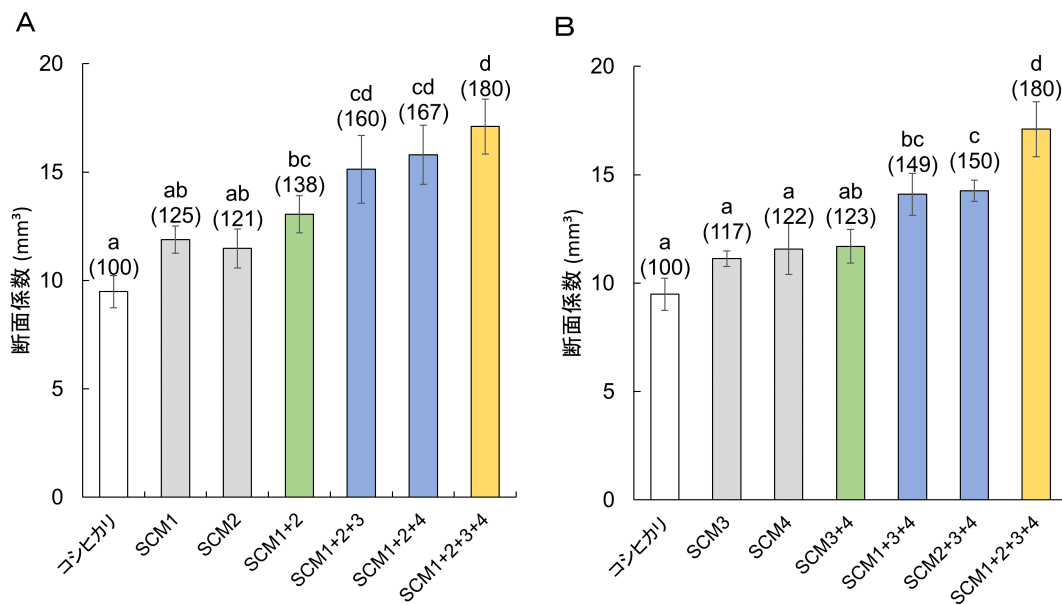 A
断面係数 (mm³)
20
15
10
5
0
a
(100)
ab
(125)
ab
(121)
bc
(138)
cd
(160)
cd
(167)
d
(180)
コシヒカリ
SCM1
SCM2
SCM1+2
SCM1+2+3
SCM1+2+4
SCM1+2+3+4
B
断面係数 (mm³)
20
15
10
5
0
a
(100)
a
(117)
a
(122)
ab
(123)
bc
(149)
c
(150)
d
(180)
コシヒカリ
SCM3
SCM4
SCM3+4
SCM1+3+4
SCM2+3+4
SCM1+2+3+4